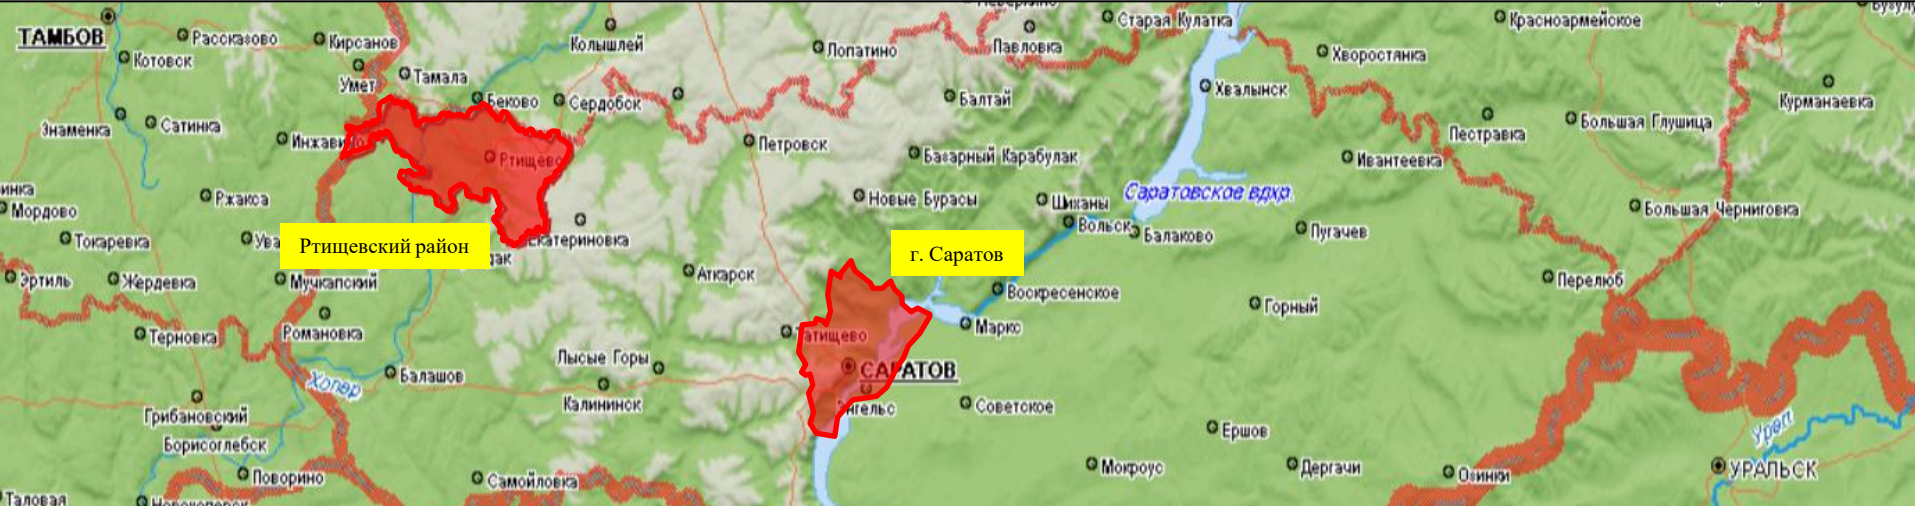 Старая Кулатка
Красноармейское
ТАМБОВ
Рассказово
Кирсанов
Колышлей
Лопатино
Павловка
Хворостянка
Котовск
Умет
Тамала
Беково
Сердобск
Балтай
Хвалынск
Курманаевка
Знаменка
Сатинка
Инжавино
Ртищево
Петровск
Базарный Карабулак
Пестравка
Большая Глушица
Ивантеевка
Мордово
Ржакса
Новые Бурасы
Шиханы
Саратовское вдхр.
Большая Черниговка
Токаревка
Ува
Ртищевский район
Екатериновка
г. Саратов
Вольск
Балаково
Пугачев
Эртиль
Жердевка
Мучкапский
Аткарск
Воскресенское
Горный
Перелюб
Терновка
Романовка
Татищево
Маркс
Хопер
Балашов
Лысые Горы
САРАТОВ
Калининск
Энгельс
Советское
Грибановский
Борисоглебск
Ершов
Урал
Поворино
Самойловка
Мокроус
Дергачи
Озинки
УРАЛЬСК
Таловая